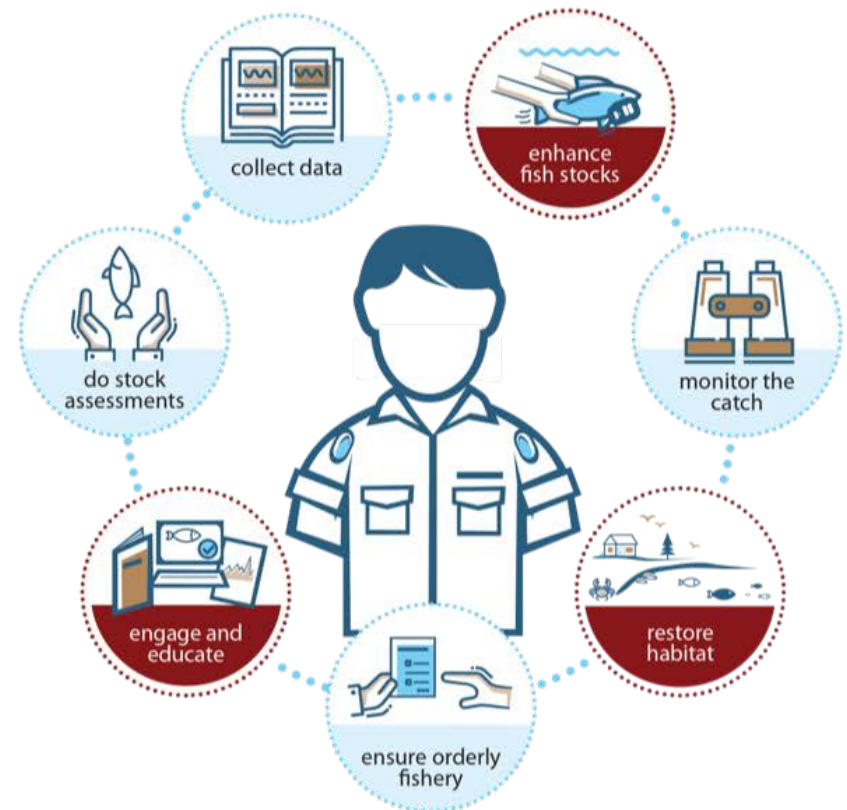 collect data
enhance
fish stocks
do stock
assessments
monitor the
catch
engage and
educate
restore
habitat
ensure orderly
fishery